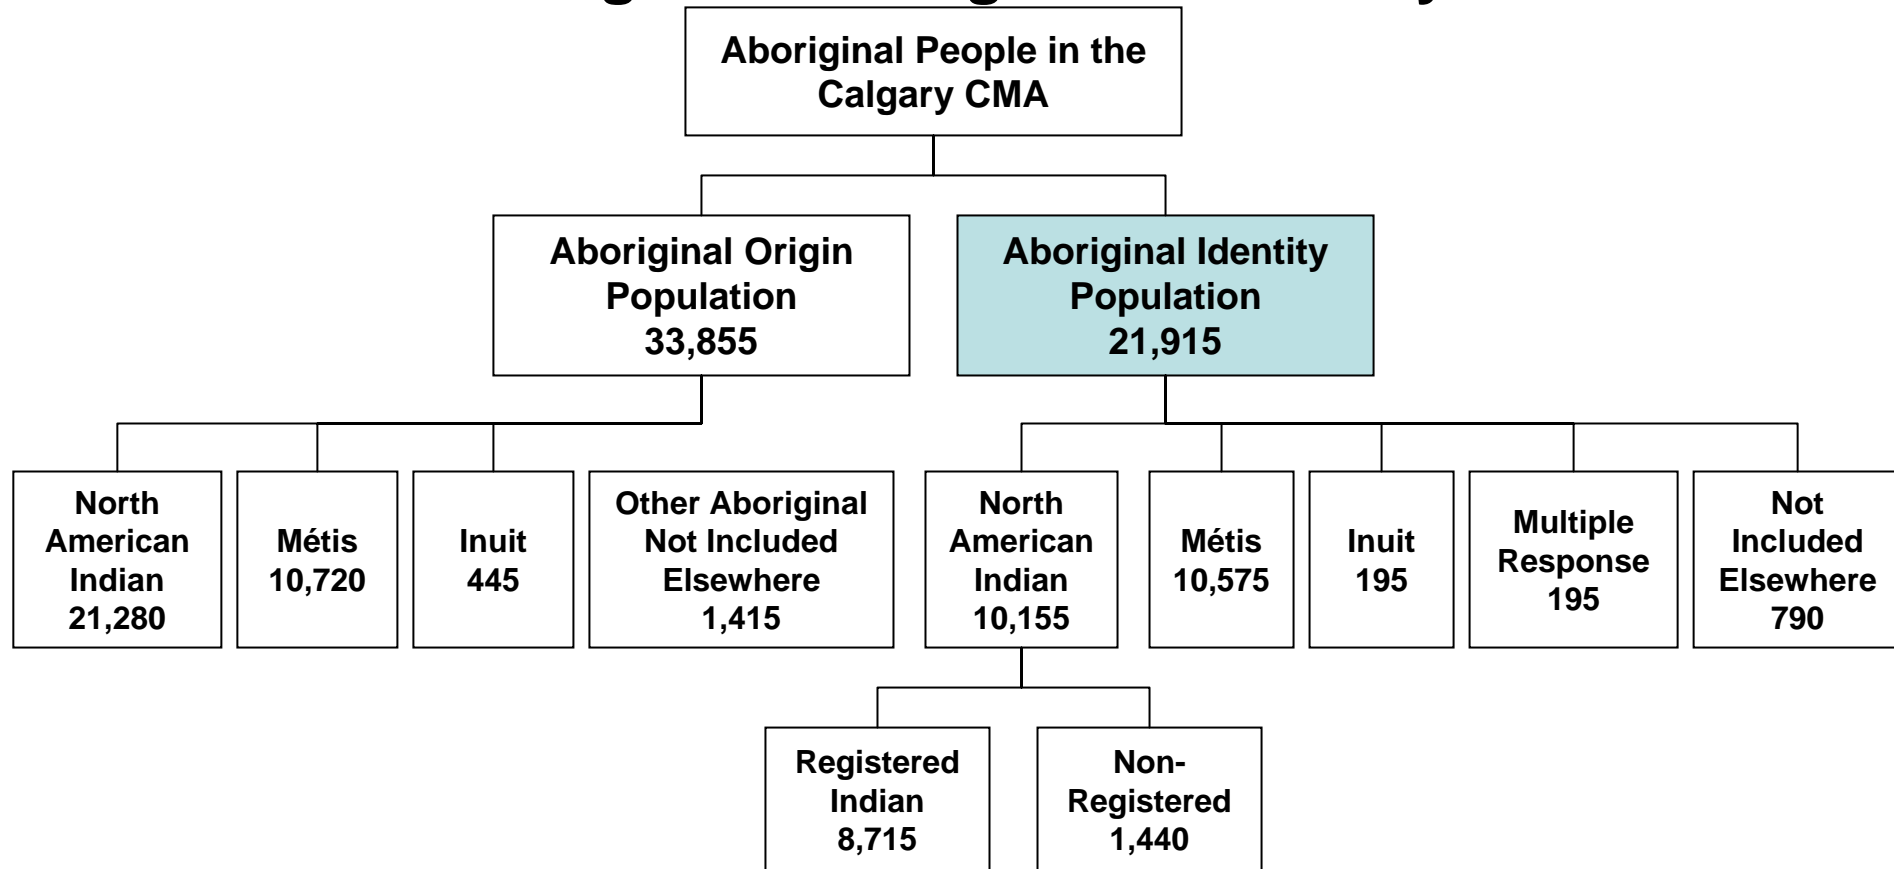 Aboriginal People in the
Calgary CMA
Aboriginal Origin
Population
33,855
Aboriginal Identity
Population
21,915
North
American
Indian
21,280
Métis
10,720
Inuit
445
Other Aboriginal
Not Included
Elsewhere
1,415
North
American
Indian
10,155
Métis
10,575
Inuit
195
Multiple
Response
195
Not
Included
Elsewhere
790
Registered
Indian
8,715
Non-
Registered
1,440